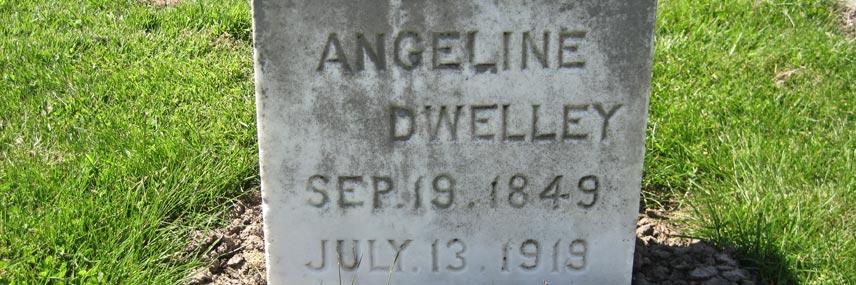 ANGELINE
DWELLEY
SEP. 19. 1849
JULY. 13. 1919